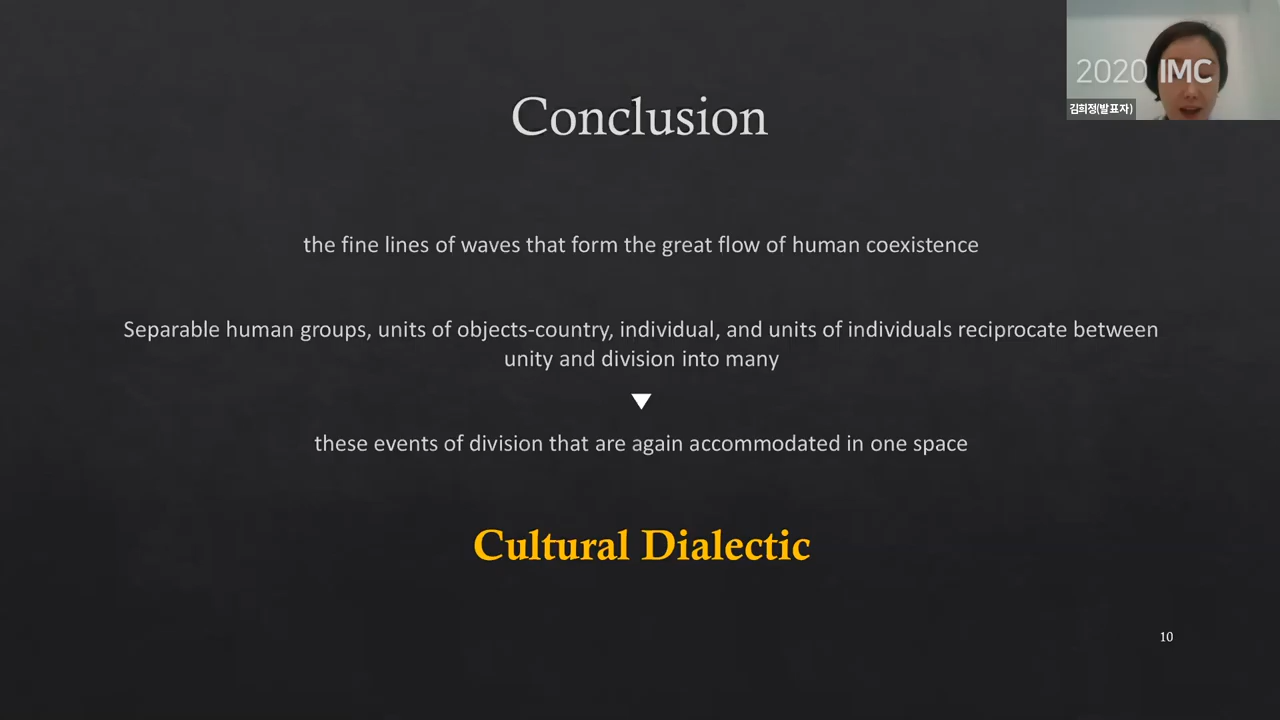 2020 IMC
김희정(발표자)
Conclusion
the fine lines of waves that form the great flow of human coexistence
Separable human groups, units of objects-country, individual, and units of individuals reciprocate between
unity and division into many
these events of division that are again accommodated in one space
Cultural Dialectic
10